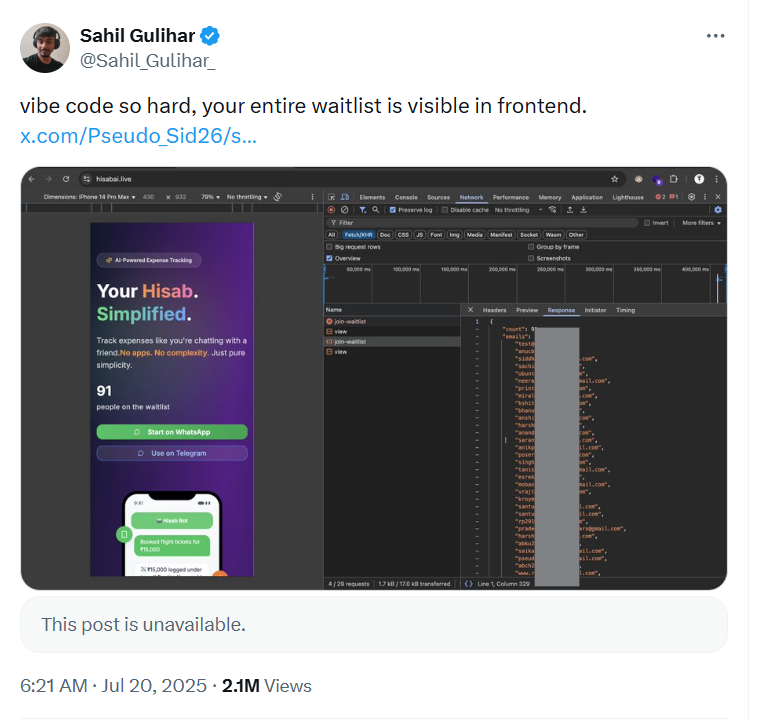 Sahil Gulihar
@Sahil_Gulihar_
vibe code so hard, your entire waitlist is visible in frontend.
x.com/Pseudo_Sid26/s...
hisabai.live
Dimensions: iPhone 14 Pro Max 430 x 932 79% No throttling
AI-Powered Expense Tracking
Your Hisab.
Simplified.
Track expenses like you're chatting with a
friend.No apps. No complexity. Just pure
simplicity.
91
people on the waitlist
Start on WhatsApp
Use on Telegram
9:41
Hisab Bot
Booked flight tickets for
₹15,000
₹15,000 logged under
Elements Console Sources Network Performance Memory Application Lighthouse 2 1
Preserve log Disable cache No throttling
Filter Invert More filters
All Fetch/XHR Doc CSS JS Font Img Media Manifest Socket Wasm Other
Big request rows Group by frame
Overview Screenshots
50,000 ms 100,000 ms 150,000 ms 200,000 ms 250,000 ms 300,000 ms 350,000 ms 400,000 ms
Name
join-waitlist
view
join-waitlist
view
Headers Preview Response Initiator Timing
1 {
"count": 9
"emails":
4 / 29 requests 1.7 kB / 17.0 kB transferred
{} Line 1, Column 329
This post is unavailable.
6:21 AM · Jul 20, 2025 · 2.1M Views